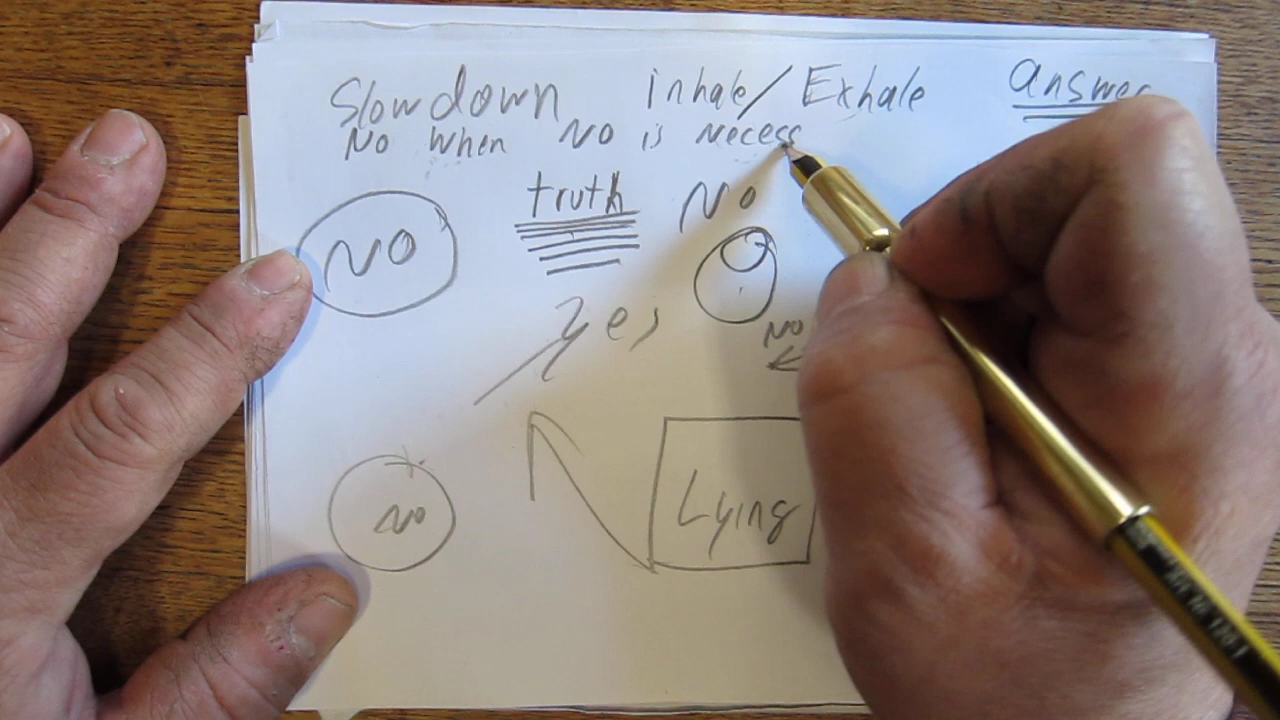 Slowdown inhale/Exhale answer
No when NO is necess
truth No
NO
yes
No
Lying
No